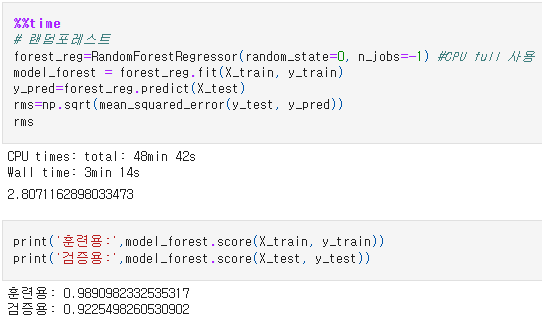 %%time
# 랜덤포레스트
forest_reg=RandomForestRegressor(random_state=0, n_jobs=-1) #CPU full 사용
model_forest = forest_reg.fit(X_train, y_train)
y_pred=forest_reg.predict(X_test)
rms=np.sqrt(mean_squared_error(y_test, y_pred))
rms
CPU times: total: 48min 42s
Wall time: 3min 14s
2.8071162898033473
print('훈련용:',model_forest.score(X_train, y_train))
print('검증용:',model_forest.score(X_test, y_test))
훈련용: 0.9890982332535317
검증용: 0.9225498260530902